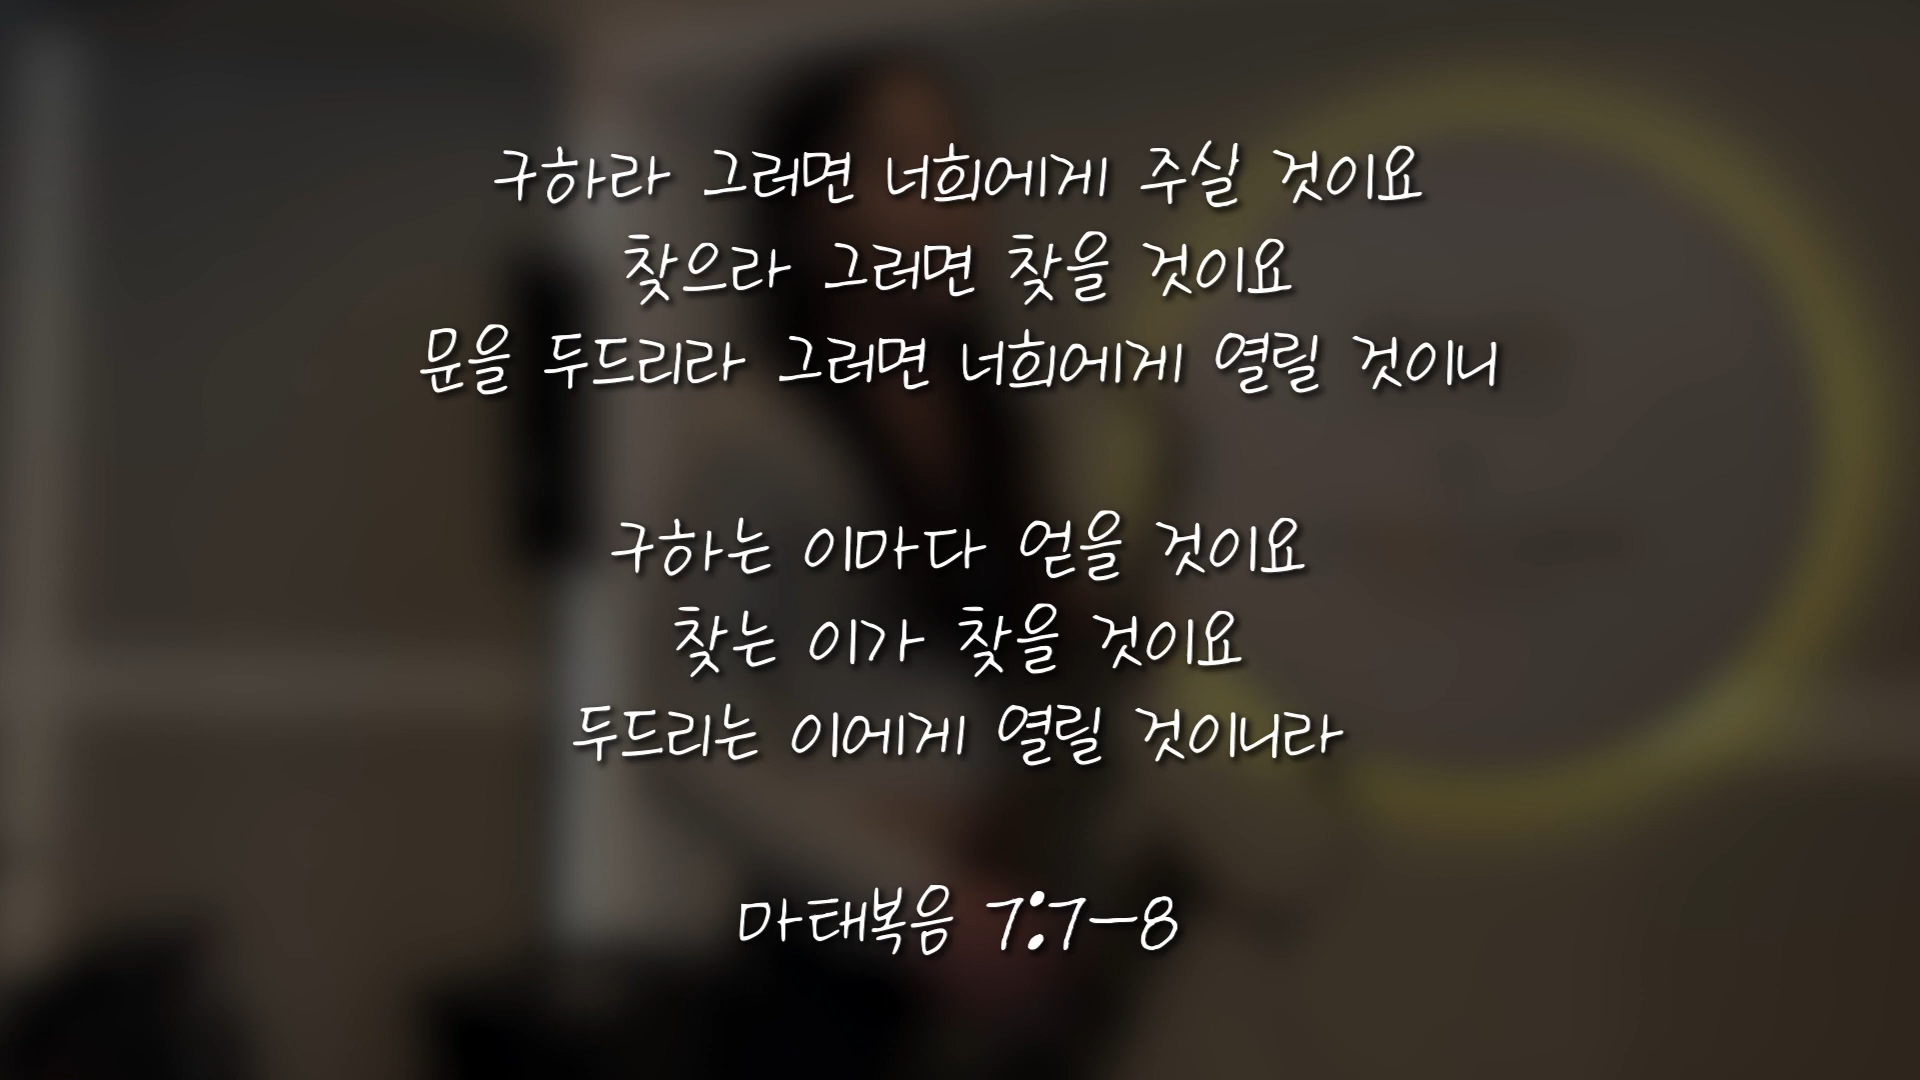 구하라 그러면 너희에게 주실 것이요
찾으라 그러면 찾을 것이요
문을 두드리라 그러면 너희에게 열릴 것이니
구하는 이마다 얻을 것이요
찾는 이가 찾을 것이요
두드리는 이에게 열릴 것이니라
마태복음 7:7-8